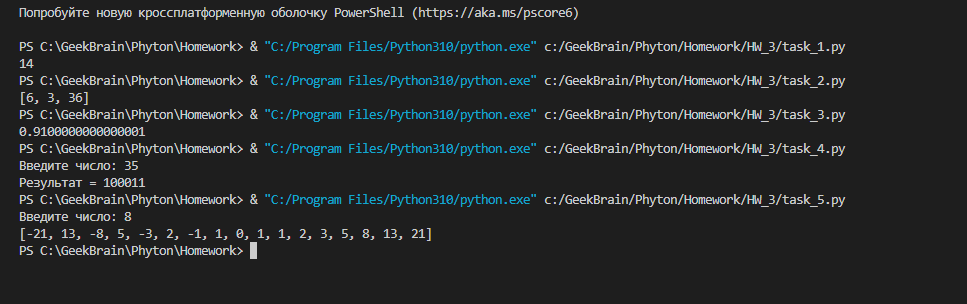 Попробуйте новую кроссплатформенную оболочку PowerShell (https://aka.ms/pscore6)
PS C:\GeekBrain\Phyton\Homework> & "C:/Program Files/Python310/python.exe" c:/GeekBrain/Phyton/Homework/HW_3/task_1.py
14
PS C:\GeekBrain\Phyton\Homework> & "C:/Program Files/Python310/python.exe" c:/GeekBrain/Phyton/Homework/HW_3/task_2.py
[6, 3, 36]
PS C:\GeekBrain\Phyton\Homework> & "C:/Program Files/Python310/python.exe" c:/GeekBrain/Phyton/Homework/HW_3/task_3.py
0.9100000000000001
PS C:\GeekBrain\Phyton\Homework> & "C:/Program Files/Python310/python.exe" c:/GeekBrain/Phyton/Homework/HW_3/task_4.py
Введите число: 35
Результат = 100011
PS C:\GeekBrain\Phyton\Homework> & "C:/Program Files/Python310/python.exe" c:/GeekBrain/Phyton/Homework/HW_3/task_5.py
Введите число: 8
[-21, 13, -8, 5, -3, 2, -1, 1, 0, 1, 1, 2, 3, 5, 8, 13, 21]
PS C:\GeekBrain\Phyton\Homework>